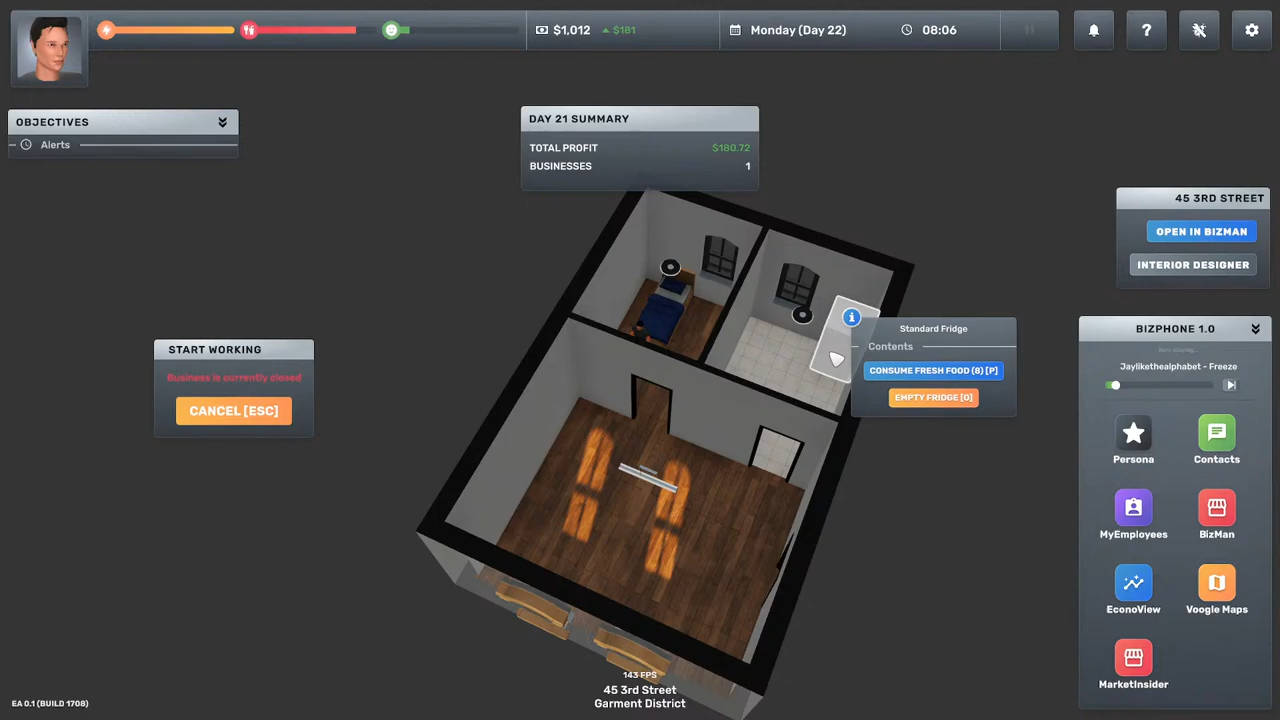 $1,012
$181
Monday (Day 22)
08:06
?
OBJECTIVES
Alerts
DAY 21 SUMMARY
TOTAL PROFIT $180.72
BUSINESSES 1
45 3RD STREET
OPEN IN BIZMAN
INTERIOR DESIGNER
START WORKING
Business is currently closed
CANCEL [ESC]
i
Standard Fridge
Contents
CONSUME FRESH FOOD (8) [P]
EMPTY FRIDGE [O]
BIZPHONE 1.0
Now playing...
Jaylikethealphabet - Freeze
Persona
Contacts
MyEmployees
BizMan
EconoView
Voogle Maps
MarketInsider
143 FPS
45 3rd Street
Garment District
EA 0.1 (BUILD 1708)